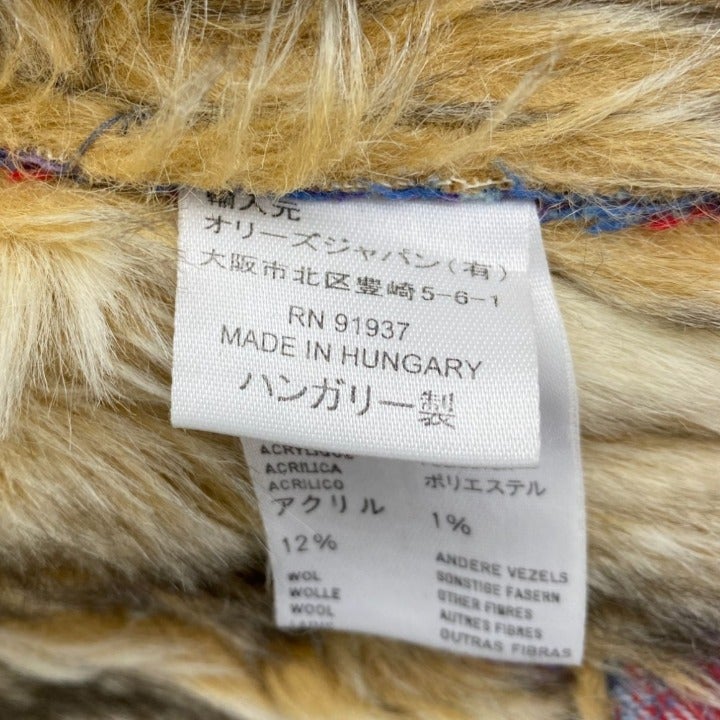 輸入元
オリーズジャパン(有)
大阪市北区豊崎5-6-1
RN 91937
MADE IN HUNGARY
ハンガリー製
ACRYLIQUE
ACRILICA
ACRILICO
アクリル
12%
WOL
WOLLE
WOOL
LAINE
ポリエステル
1%
ANDERE VEZELS
SONSTIGE FASERN
OTHER FIBRES
AUTRES FIBRES
OUTRAS FIBRAS